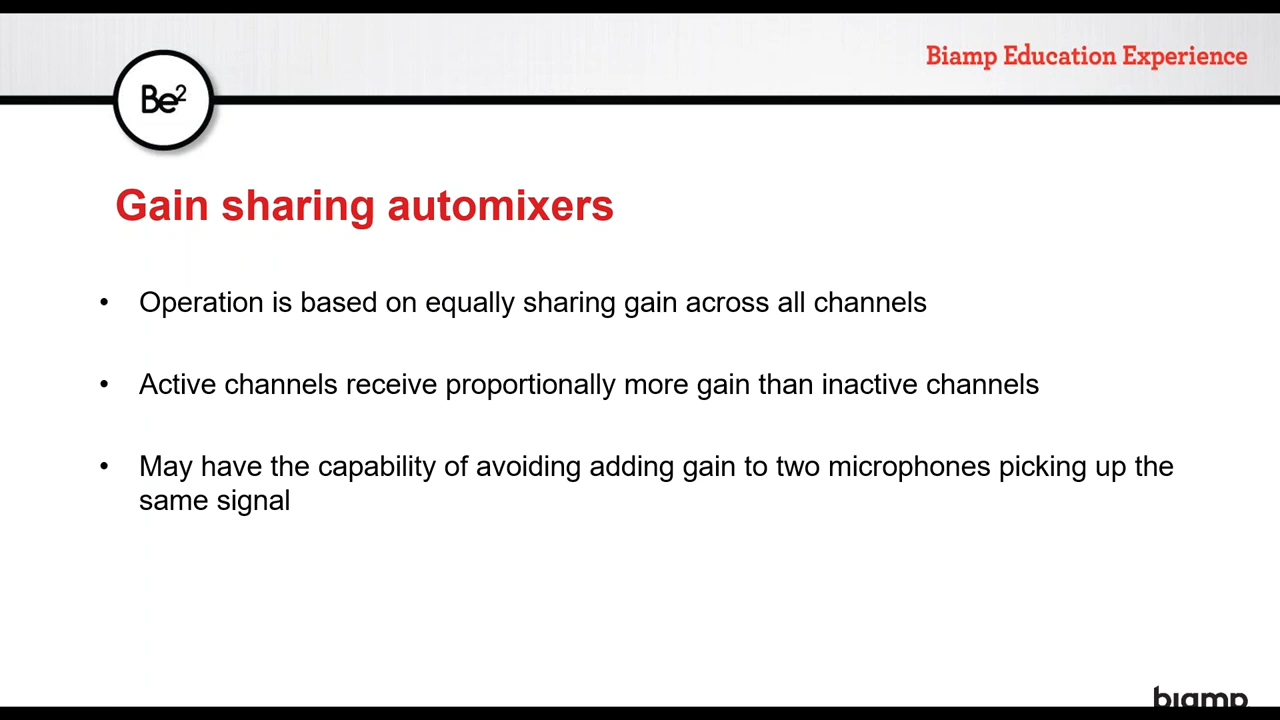 Biamp Education Experience
Be²
Gain sharing automixers
• Operation is based on equally sharing gain across all channels
• Active channels receive proportionally more gain than inactive channels
• May have the capability of avoiding adding gain to two microphones picking up the
same signal
biamp